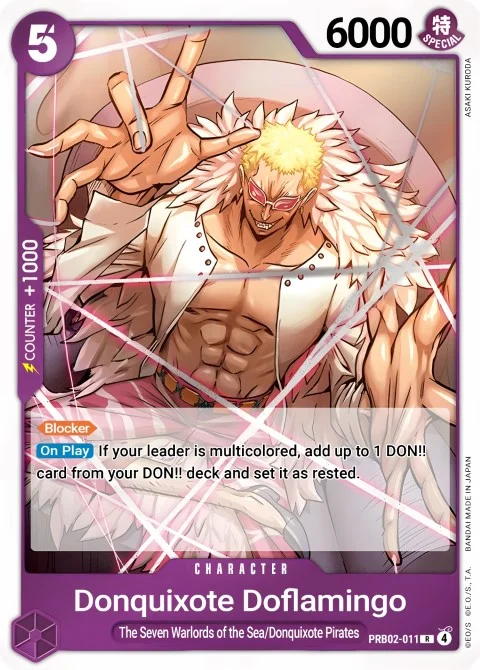 5
6000
特
SPECIAL
ASAKI KURODA
COUNTER +1000
Blocker
On Play If your leader is multicolored, add up to 1 DON!!
card from your DON!! deck and set it as rested.
CHARACTER
Donquixote Doflamingo
The Seven Warlords of the Sea/Donquixote Pirates
PRB02-011 R 4
©EO/S ©E.O./S., T.A. BANDAI MADE IN JAPAN